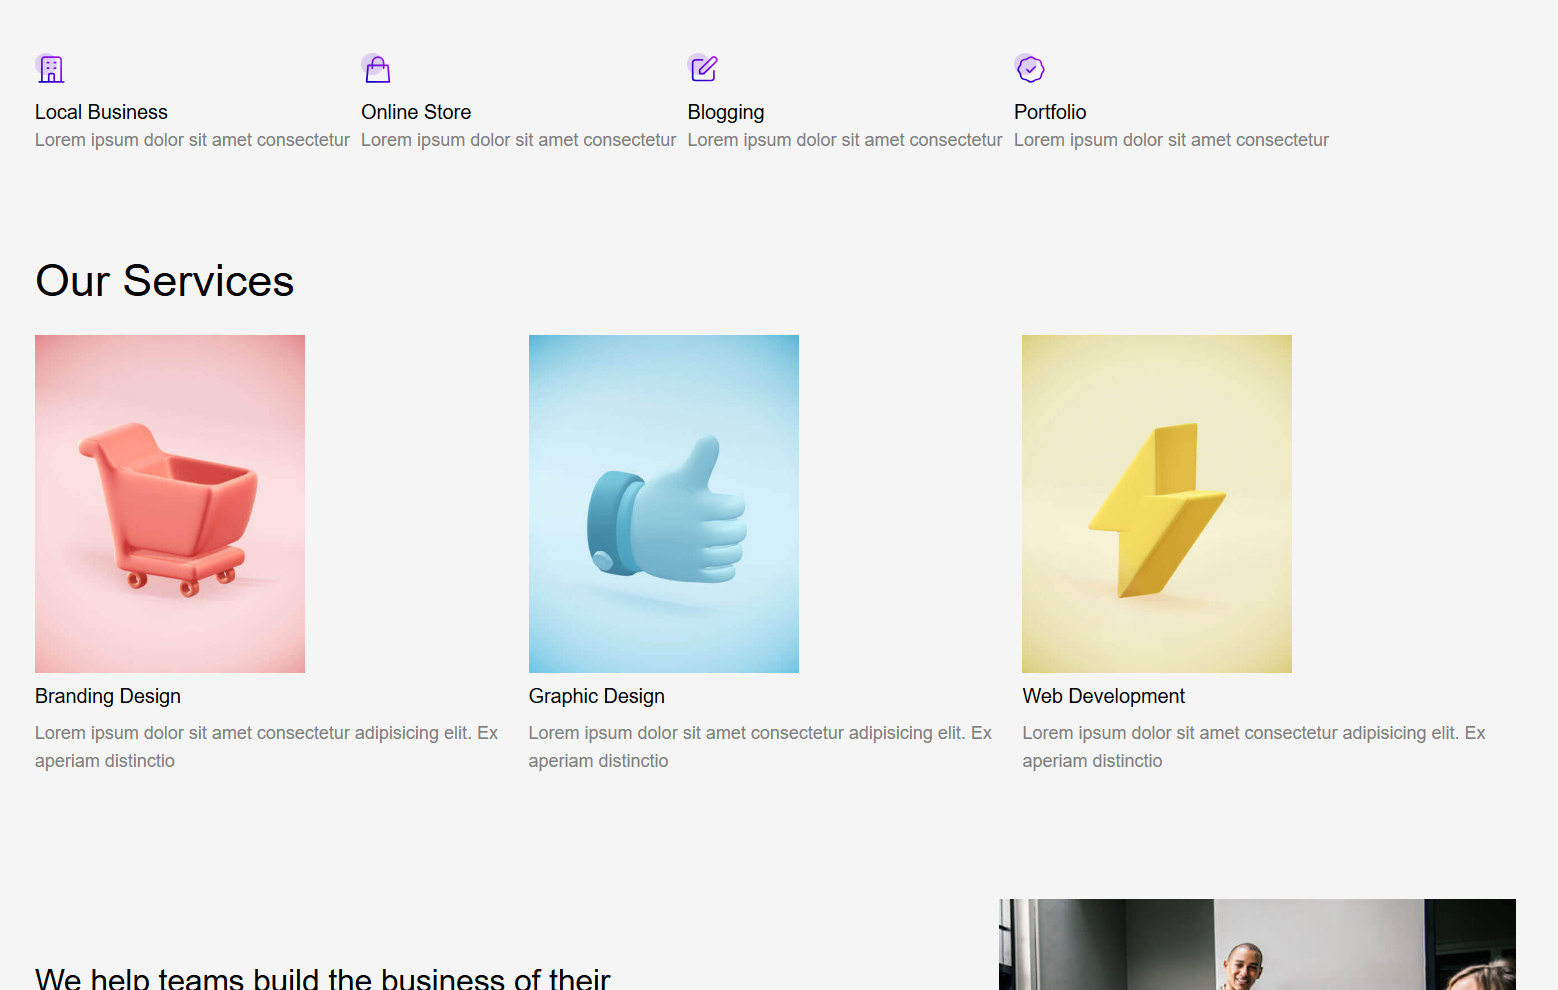 Local Business
Lorem ipsum dolor sit amet consectetur
Online Store
Lorem ipsum dolor sit amet consectetur
Blogging
Lorem ipsum dolor sit amet consectetur
Portfolio
Lorem ipsum dolor sit amet consectetur
Our Services
Branding Design
Lorem ipsum dolor sit amet consectetur adipisicing elit. Ex
aperiam distinctio
Graphic Design
Lorem ipsum dolor sit amet consectetur adipisicing elit. Ex
aperiam distinctio
Web Development
Lorem ipsum dolor sit amet consectetur adipisicing elit. Ex
aperiam distinctio
We help teams build the business of their